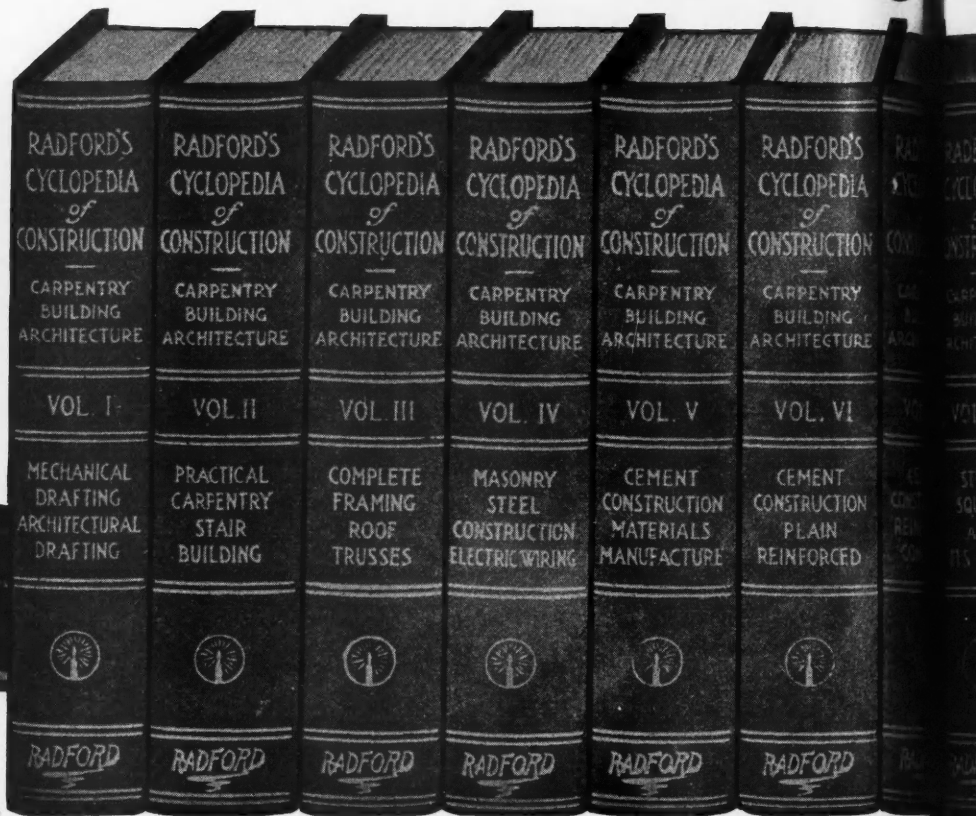 RADFORD'S
CYCLOPEDIA
of
CONSTRUCTION
CARPENTRY
BUILDING
ARCHITECTURE
VOL. I
MECHANICAL
DRAFTING
ARCHITECTURAL
DRAFTING
RADFORD
RADFORD'S
CYCLOPEDIA
of
CONSTRUCTION
CARPENTRY
BUILDING
ARCHITECTURE
VOL. II
PRACTICAL
CARPENTRY
STAIR
BUILDING
RADFORD
RADFORD'S
CYCLOPEDIA
of
CONSTRUCTION
CARPENTRY
BUILDING
ARCHITECTURE
VOL. III
COMPLETE
FRAMING
ROOF
TRUSSES
RADFORD
RADFORD'S
CYCLOPEDIA
of
CONSTRUCTION
CARPENTRY
BUILDING
ARCHITECTURE
VOL. IV
MASONRY
STEEL
CONSTRUCTION
ELECTRIC WIRING
RADFORD
RADFORD'S
CYCLOPEDIA
of
CONSTRUCTION
CARPENTRY
BUILDING
ARCHITECTURE
VOL. V
CEMENT
CONSTRUCTION
MATERIALS
MANUFACTURE
RADFORD
RADFORD'S
CYCLOPEDIA
of
CONSTRUCTION
CARPENTRY
BUILDING
ARCHITECTURE
VOL. VI
CEMENT
CONSTRUCTION
PLAIN
REINFORCED
RADFORD